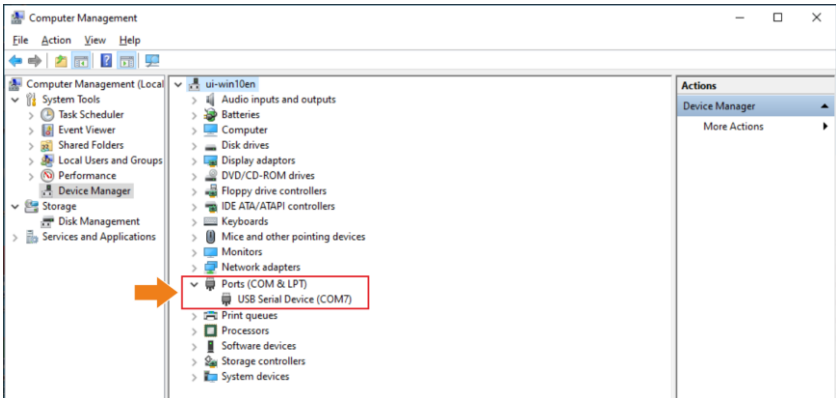 Computer Management
File Action View Help
Computer Management (Local
System Tools
Task Scheduler
Event Viewer
Shared Folders
Local Users and Groups
Performance
Device Manager
Storage
Disk Management
Services and Applications
ui-win10en
Audio inputs and outputs
Batteries
Computer
Disk drives
Display adaptors
DVD/CD-ROM drives
Floppy drive controllers
IDE ATA/ATAPI controllers
Keyboards
Mice and other pointing devices
Monitors
Network adapters
Ports (COM & LPT)
USB Serial Device (COM7)
Print queues
Processors
Software devices
Storage controllers
System devices
Actions
Device Manager
More Actions